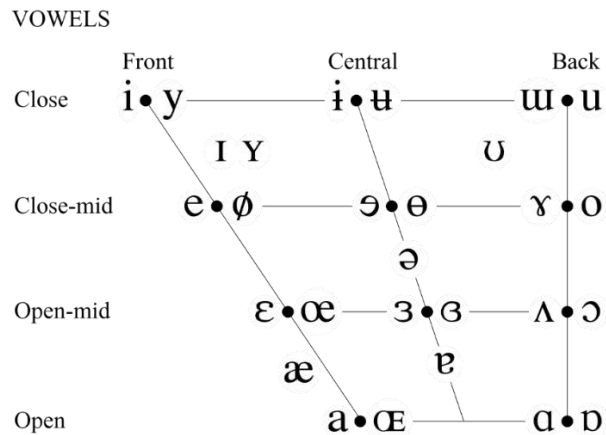 VOWELS
Front Central Back
Close i y ɨ ʉ ɯ u
ɪ ʏ ʊ
Close-mid e ø ɘ ɵ ɤ o
ə
Open-mid ɛ œ ɜ ɞ ʌ ɔ
æ ɐ
Open a ɶ ɑ ɒ